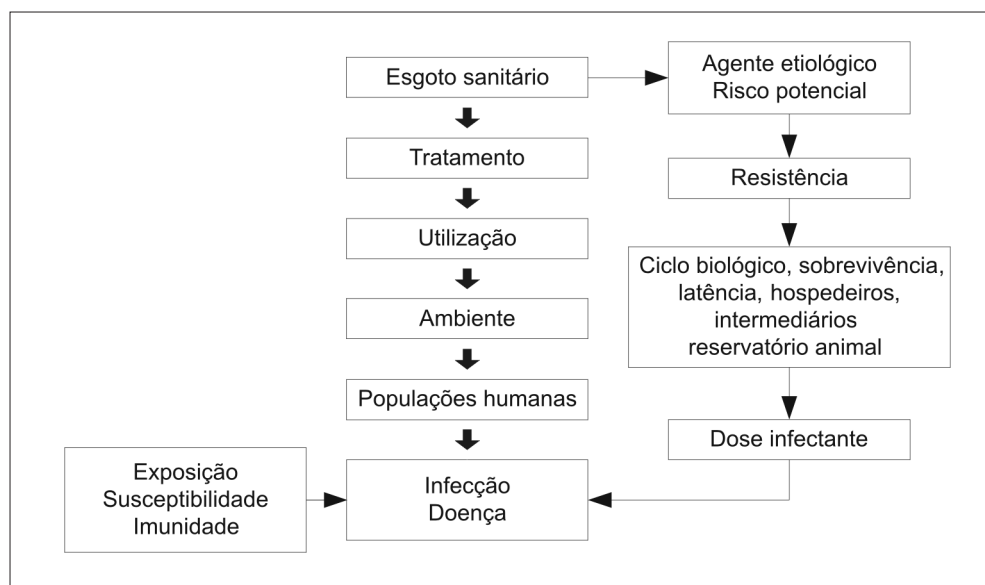 Esgoto sanitário
Agente etiológico
Risco potencial
Tratamento
Resistência
Utilização
Ciclo biológico, sobrevivência,
latência, hospedeiros,
intermediários
reservatório animal
Ambiente
Populações humanas
Dose infectante
Exposição
Susceptibilidade
Imunidade
Infecção
Doença